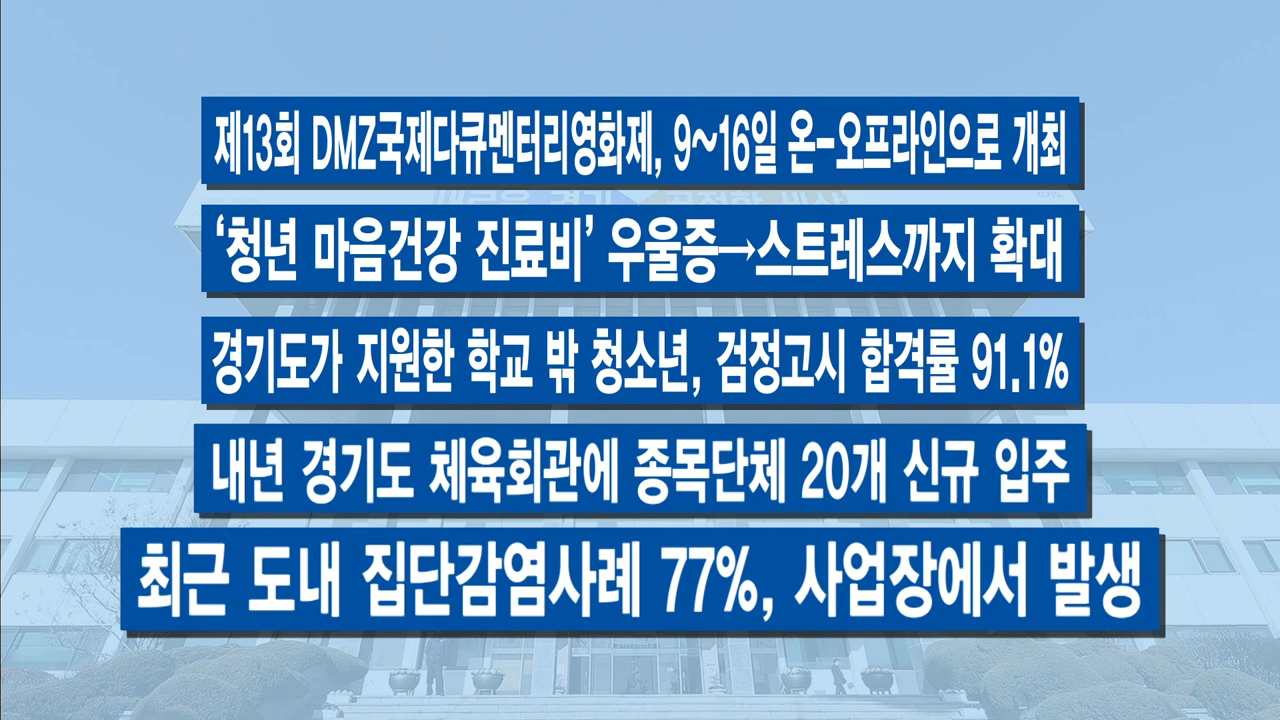 제13회 DMZ국제다큐멘터리영화제, 9~16일 온-오프라인으로 개최
‘청년 마음건강 진료비’ 우울증→스트레스까지 확대
경기도가 지원한 학교 밖 청소년, 검정고시 합격률 91.1%
내년 경기도 체육회관에 종목단체 20개 신규 입주
최근 도내 집단감염사례 77%, 사업장에서 발생